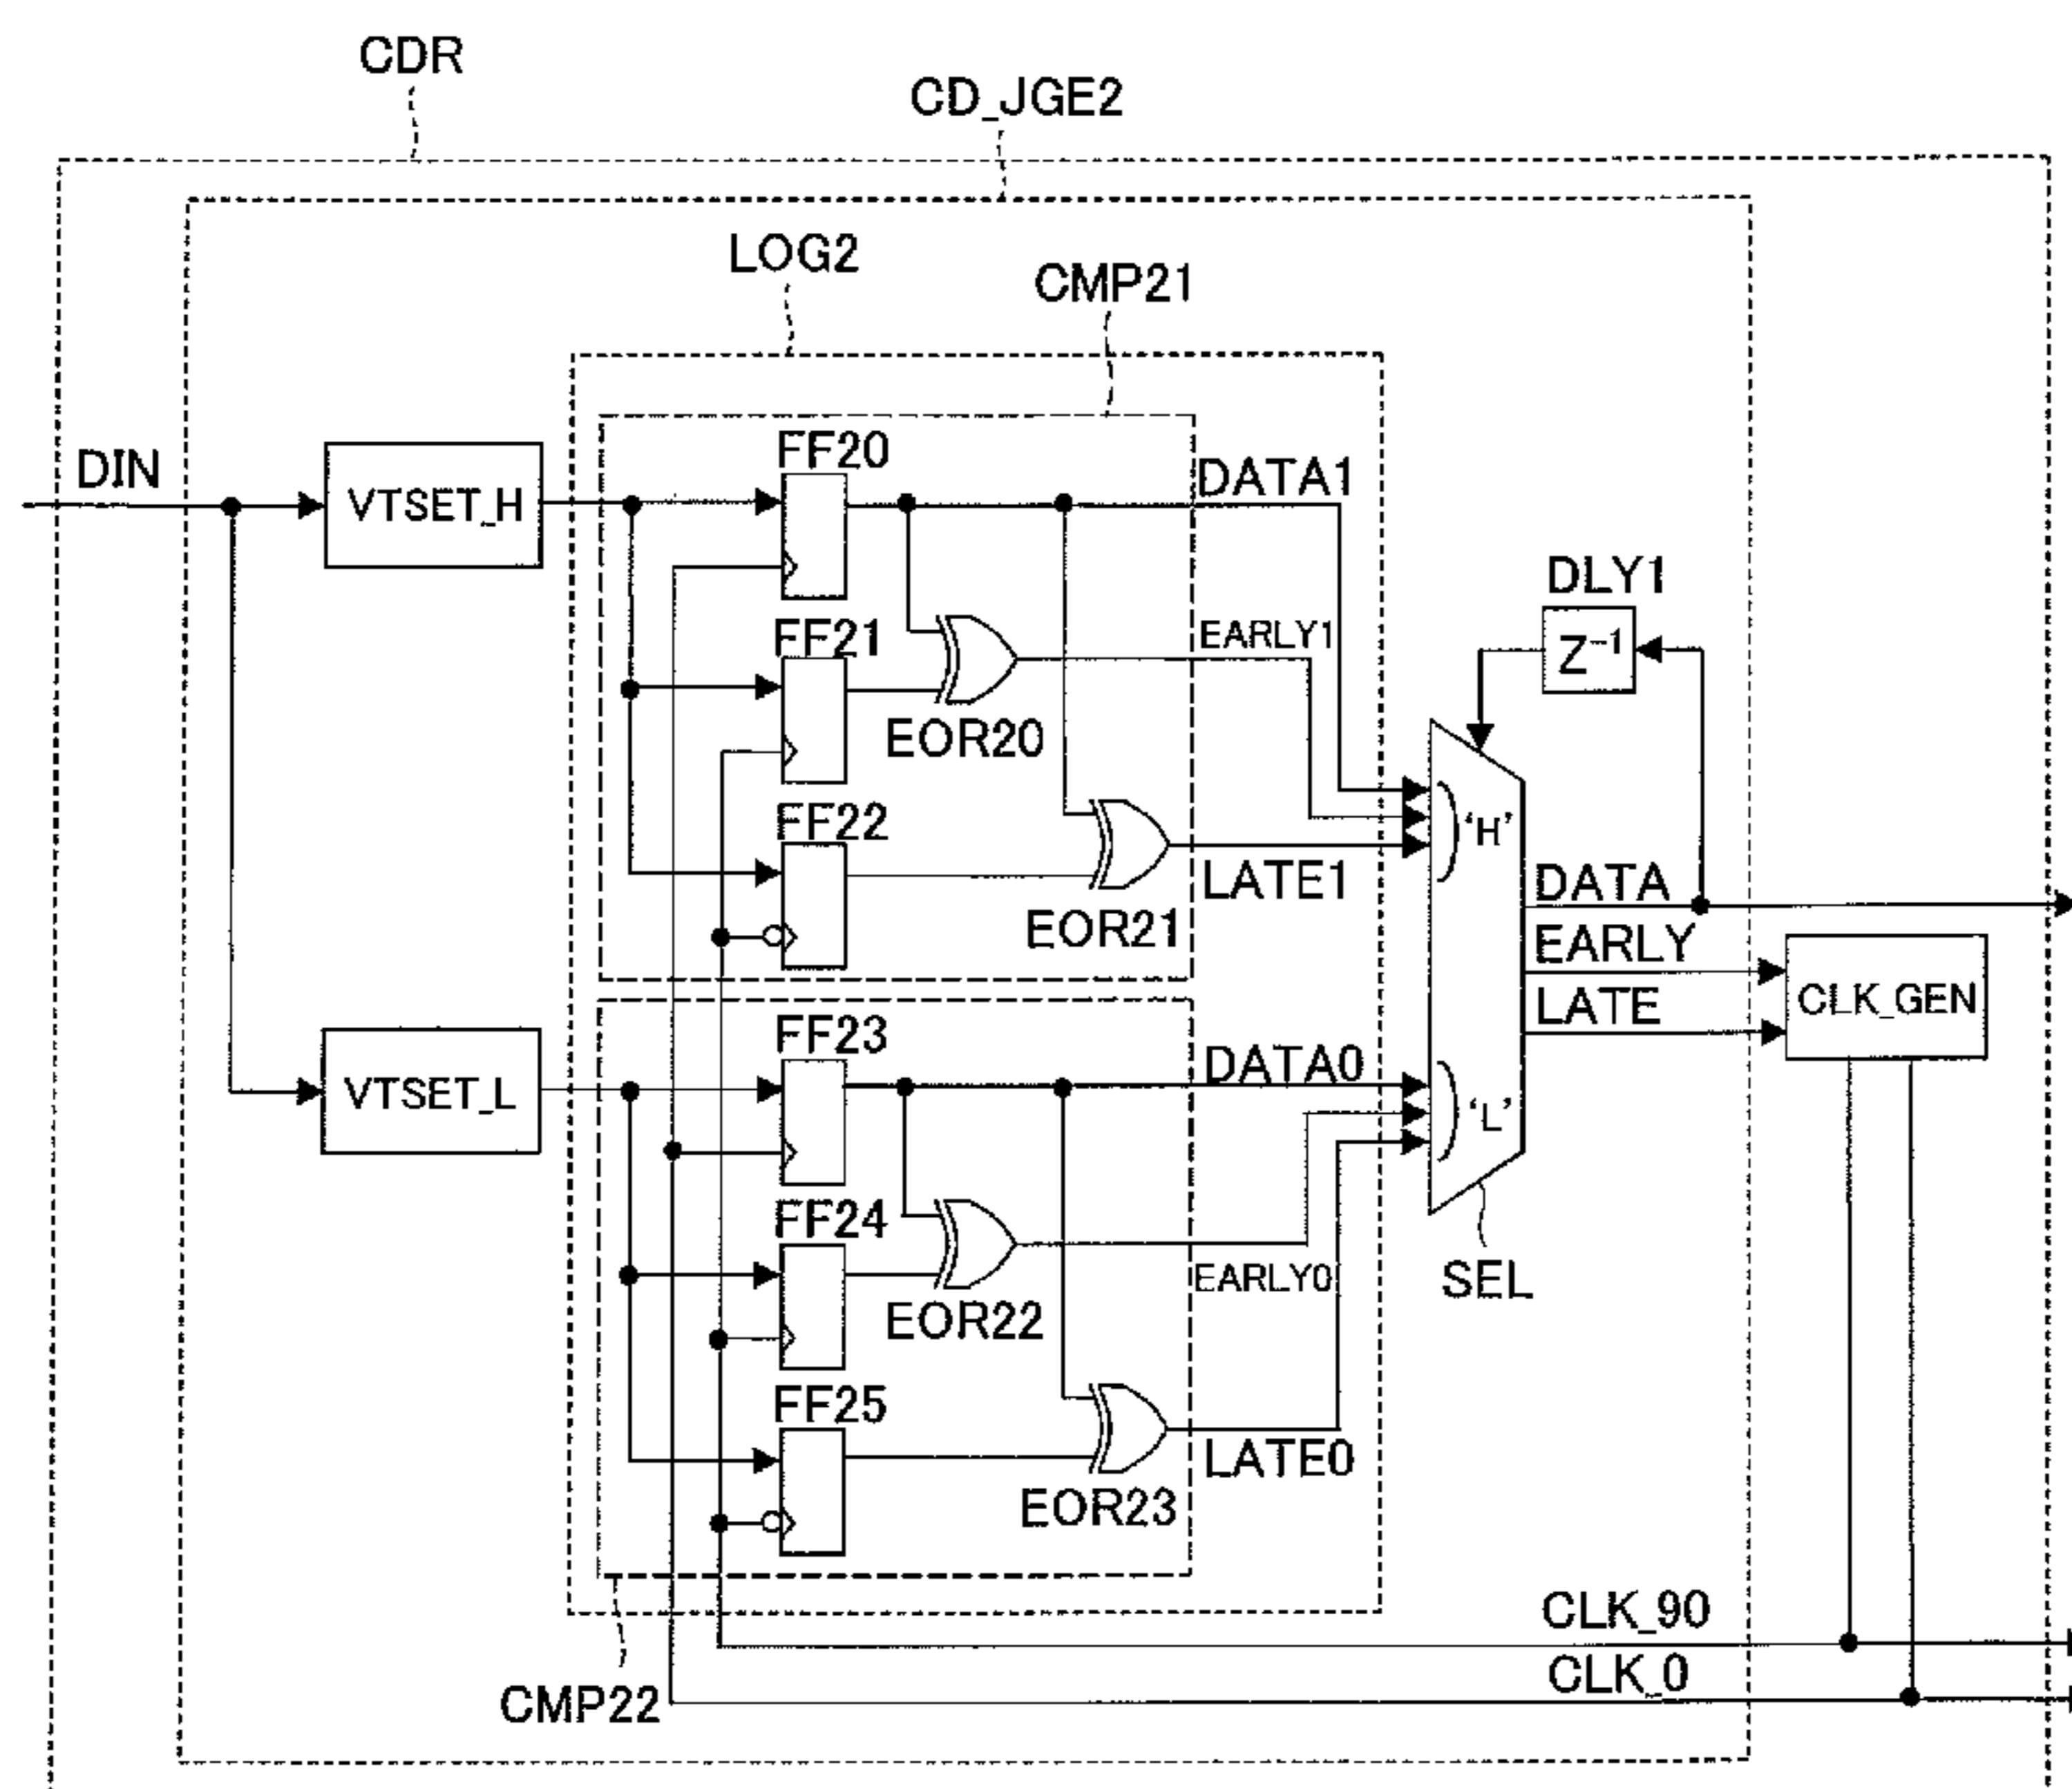 CDR
CD_JGE2
LOG2
CMP21
DIN
VTSET_H
FF20
DATA1
EARLY1
DLY1
Z⁻¹
FF21
EOR20
FF22
LATE1
EOR21
'H'
DATA
EARLY
LATE
CLK_GEN
VTSET_L
FF23
DATA0
'L'
FF24
EARLY0
EOR22
SEL
FF25
LATE0
EOR23
CLK_90
CLK_0
CMP22